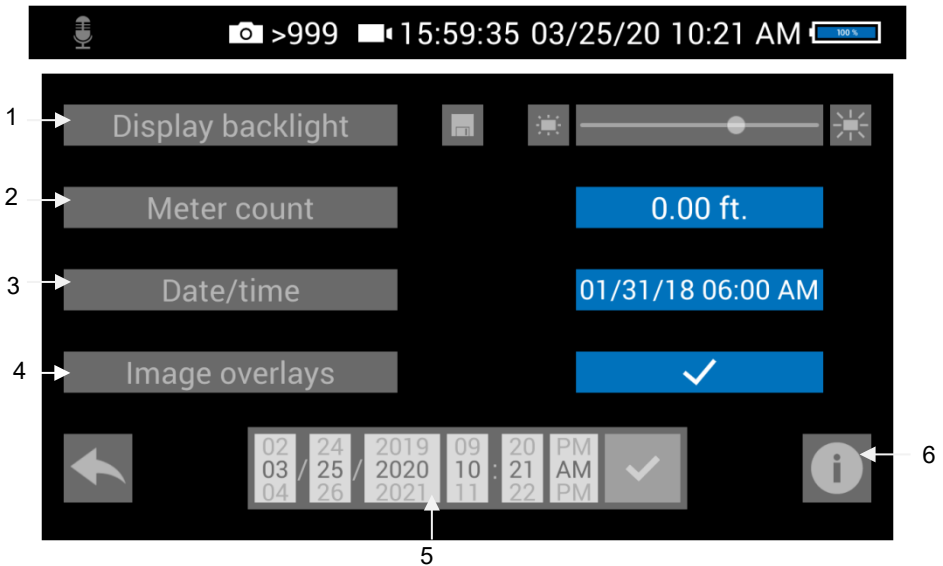 >999 15:59:35 03/25/20 10:21 AM 100 %
1 Display backlight
2 Meter count 0.00 ft.
3 Date/time 01/31/18 06:00 AM
4 Image overlays
02 24 2019 09 20 PM
03 / 25 / 2020 10 : 21 AM
04 26 2021 11 22 PM
i 6
5